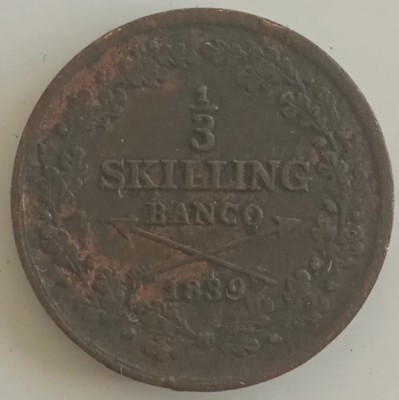 1/3
SKILLING
BANCO
1839